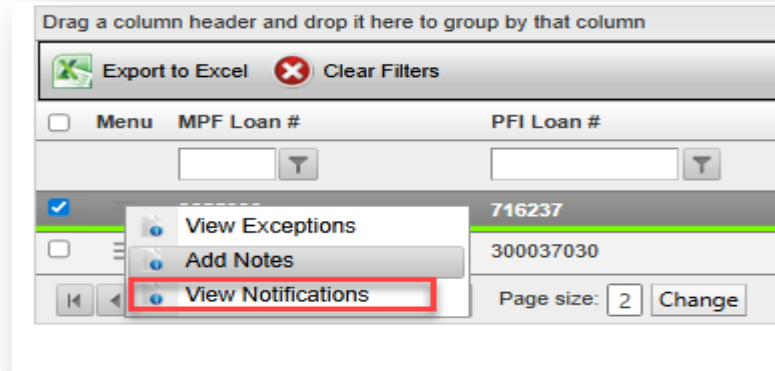 Drag a column header and drop it here to group by that column
Export to Excel Clear Filters
Menu MPF Loan # PFI Loan #
716237
View Exceptions
300037030
Add Notes
View Notifications
Page size: 2 Change